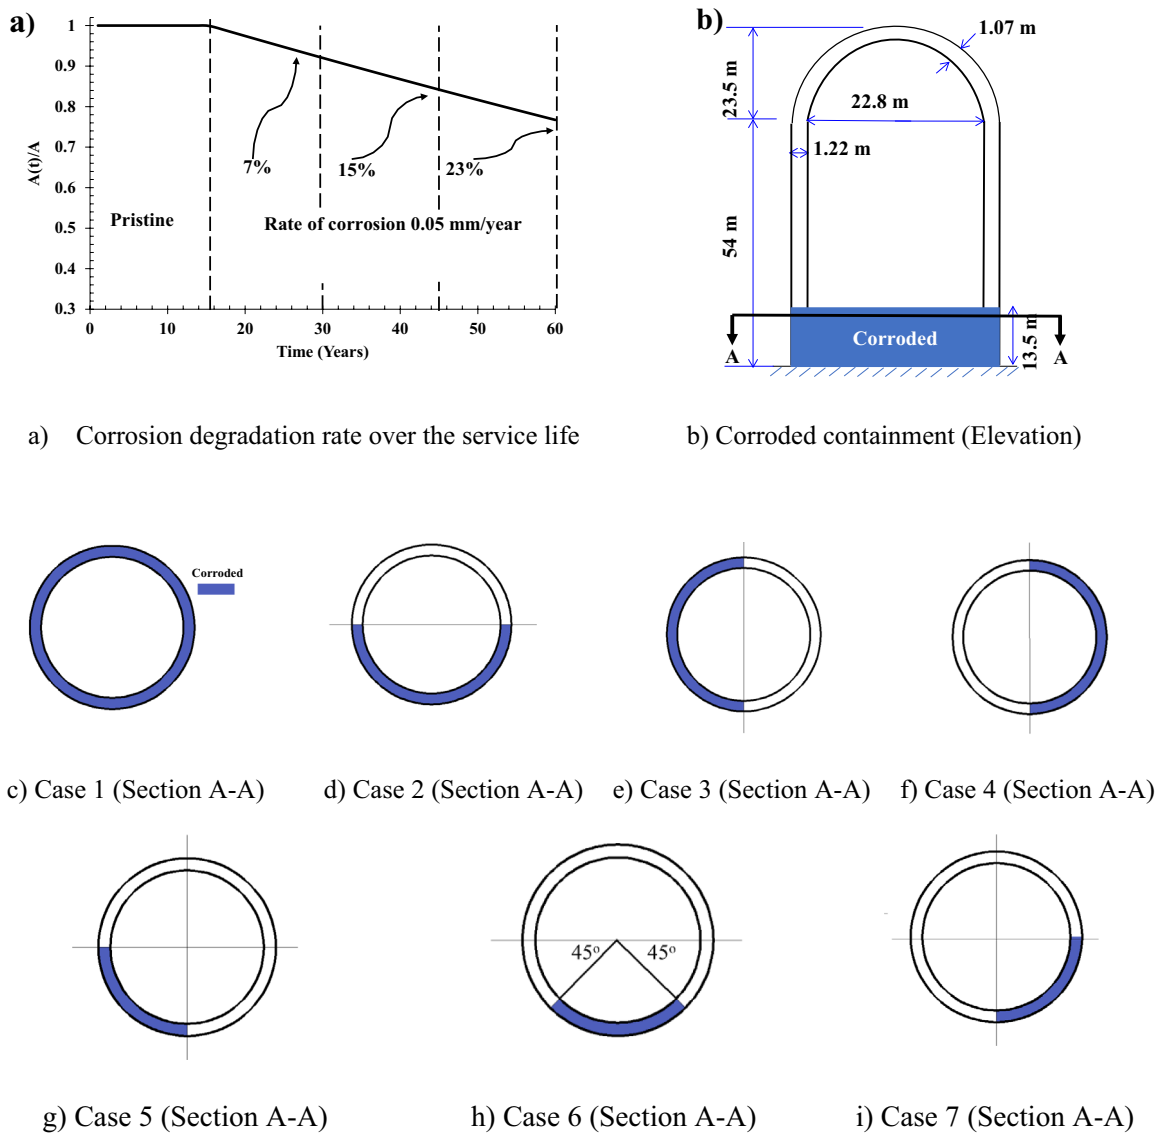 a)
A(t)/A
1
0.9
0.8
0.7
0.6
0.5
0.4
0.3
0 10 20 30 40 50 60
Time (Years)
7%
15%
23%
Pristine
Rate of corrosion 0.05 mm/year
b)
1.07 m
23.5 m
22.8 m
1.22 m
54 m
Corroded
13.5 m
A
A
a) Corrosion degradation rate over the service life
b) Corroded containment (Elevation)
Corroded
c) Case 1 (Section A-A)
d) Case 2 (Section A-A)
e) Case 3 (Section A-A)
f) Case 4 (Section A-A)
45º
45º
g) Case 5 (Section A-A)
h) Case 6 (Section A-A)
i) Case 7 (Section A-A)